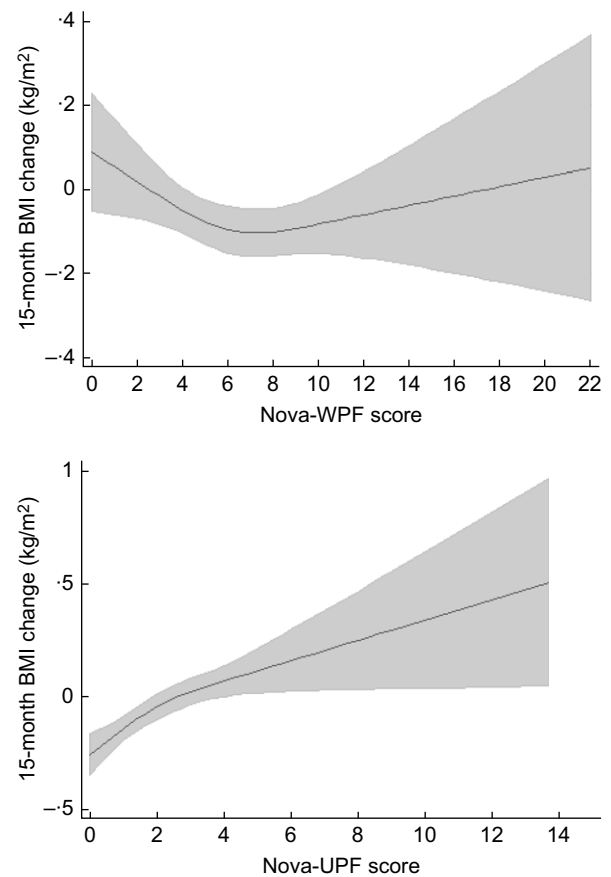 15-month BMI change (kg/m²)
·4
·2
0
–·2
–·4
0 2 4 6 8 10 12 14 16 18 20 22
Nova-WPF score
15-month BMI change (kg/m²)
1
·5
0
–·5
0 2 4 6 8 10 12 14
Nova-UPF score